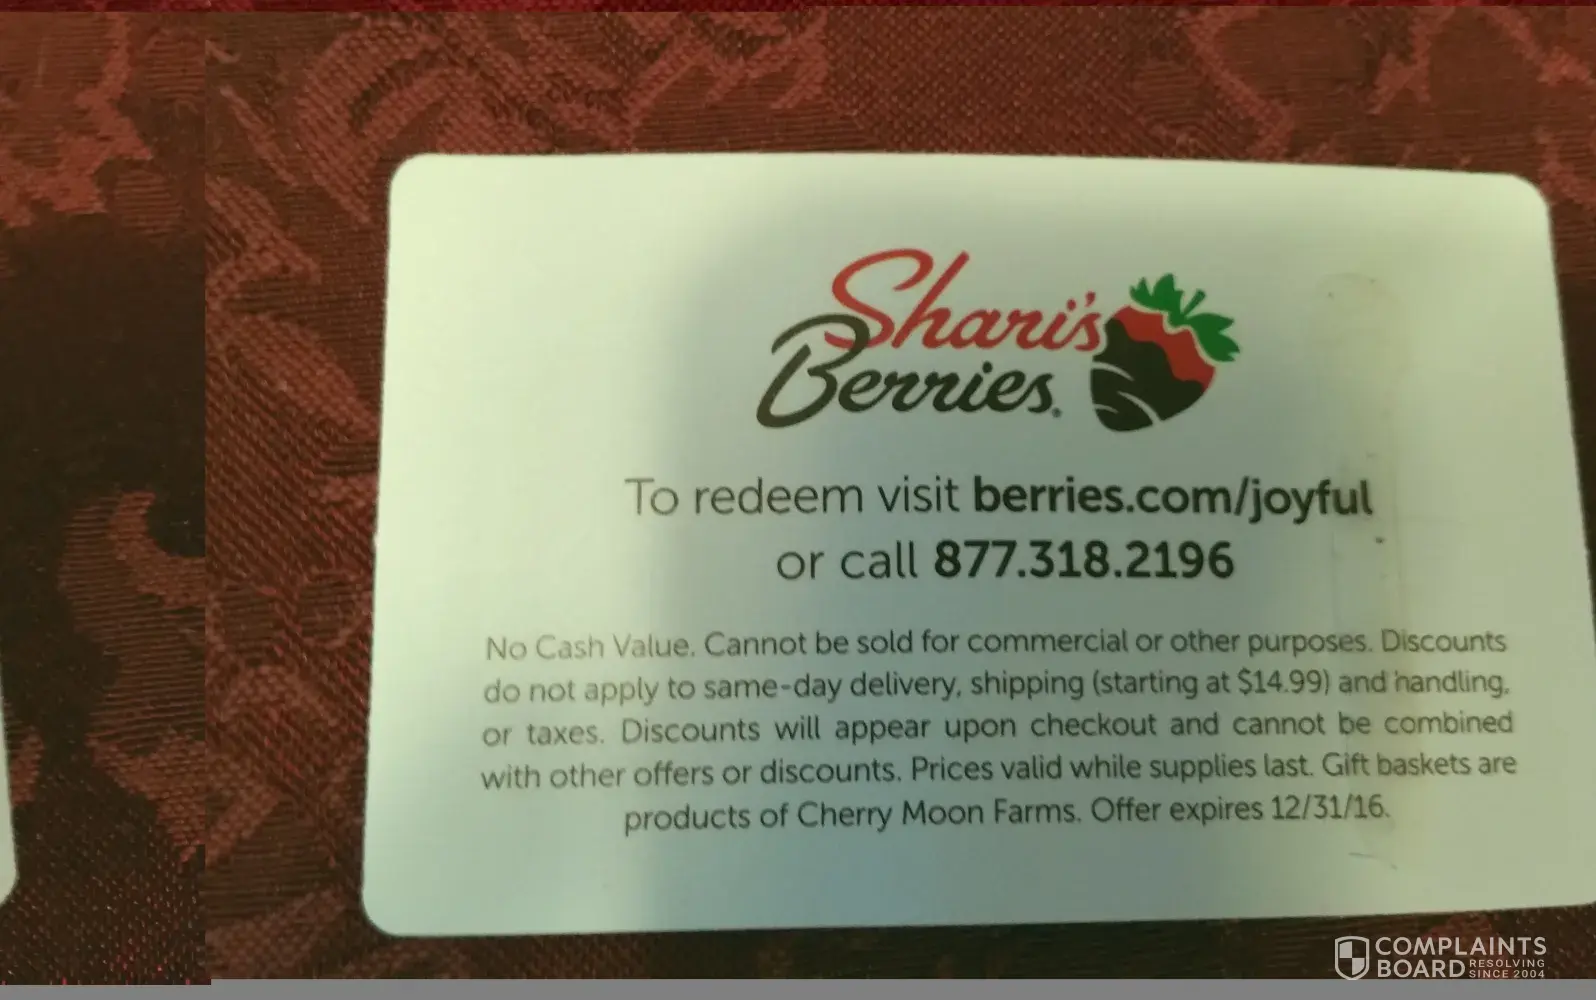 Shari's
Berries®
To redeem visit berries.com/joyful
or call 877.318.2196
No Cash Value. Cannot be sold for commercial or other purposes. Discounts
do not apply to same-day delivery, shipping (starting at $14.99) and handling,
or taxes. Discounts will appear upon checkout and cannot be combined
with other offers or discounts. Prices valid while supplies last. Gift baskets are
products of Cherry Moon Farms. Offer expires 12/31/16.
COMPLAINTS
BOARD RESOLVING
SINCE 2004